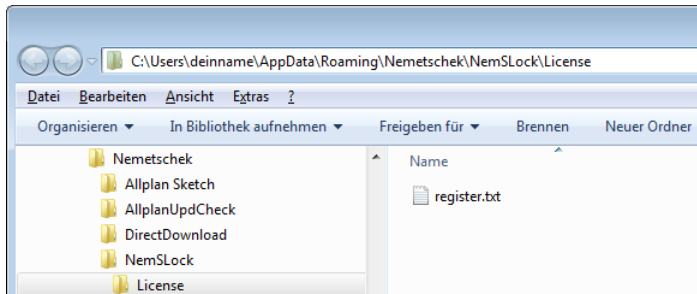 C:\Users\deinname\AppData\Roaming\Nemetschek\NemSLock\License
Datei Bearbeiten Ansicht Extras ?
Organisieren In Bibliothek aufnehmen Freigeben für Brennen Neuer Ordner
Nemetschek
Allplan Sketch
AllplanUpdCheck
DirectDownload
NemSLock
License
Name
register.txt